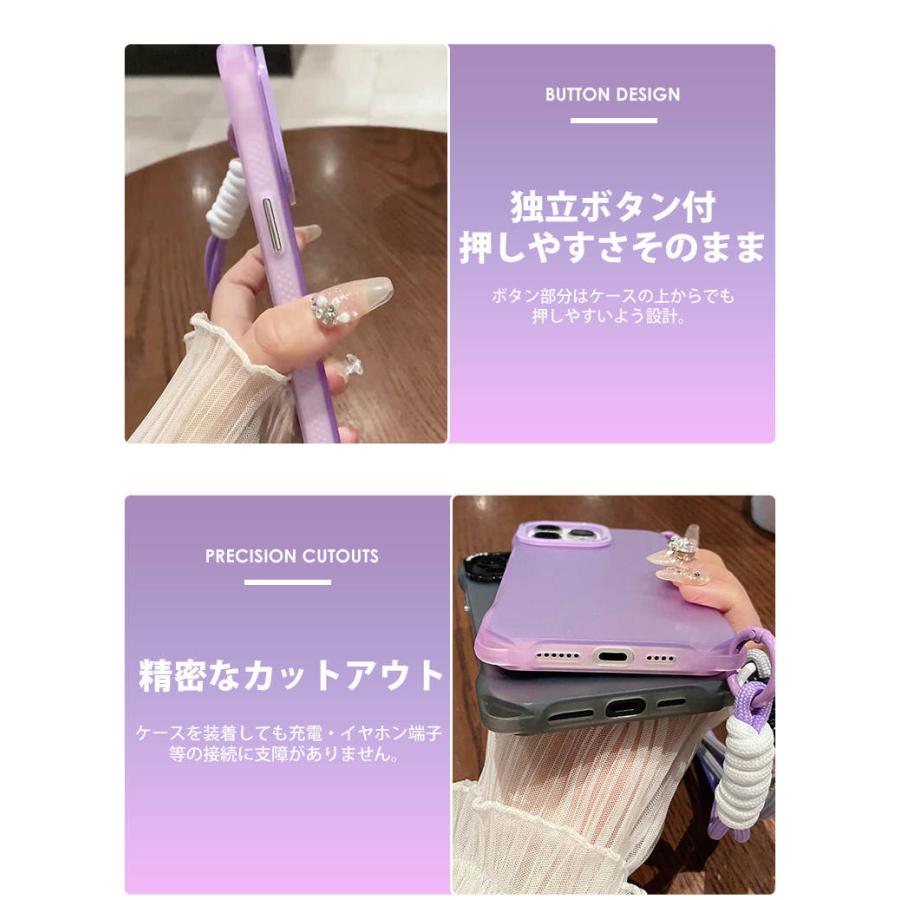 BUTTON DESIGN
独立ボタン付
押しやすさそのまま
ボタン部分はケースの上からでも
押しやすいよう設計。
PRECISION CUTOUTS
精密なカットアウト
ケースを装着しても充電・イヤホン端子
等の接続に支障がありません。